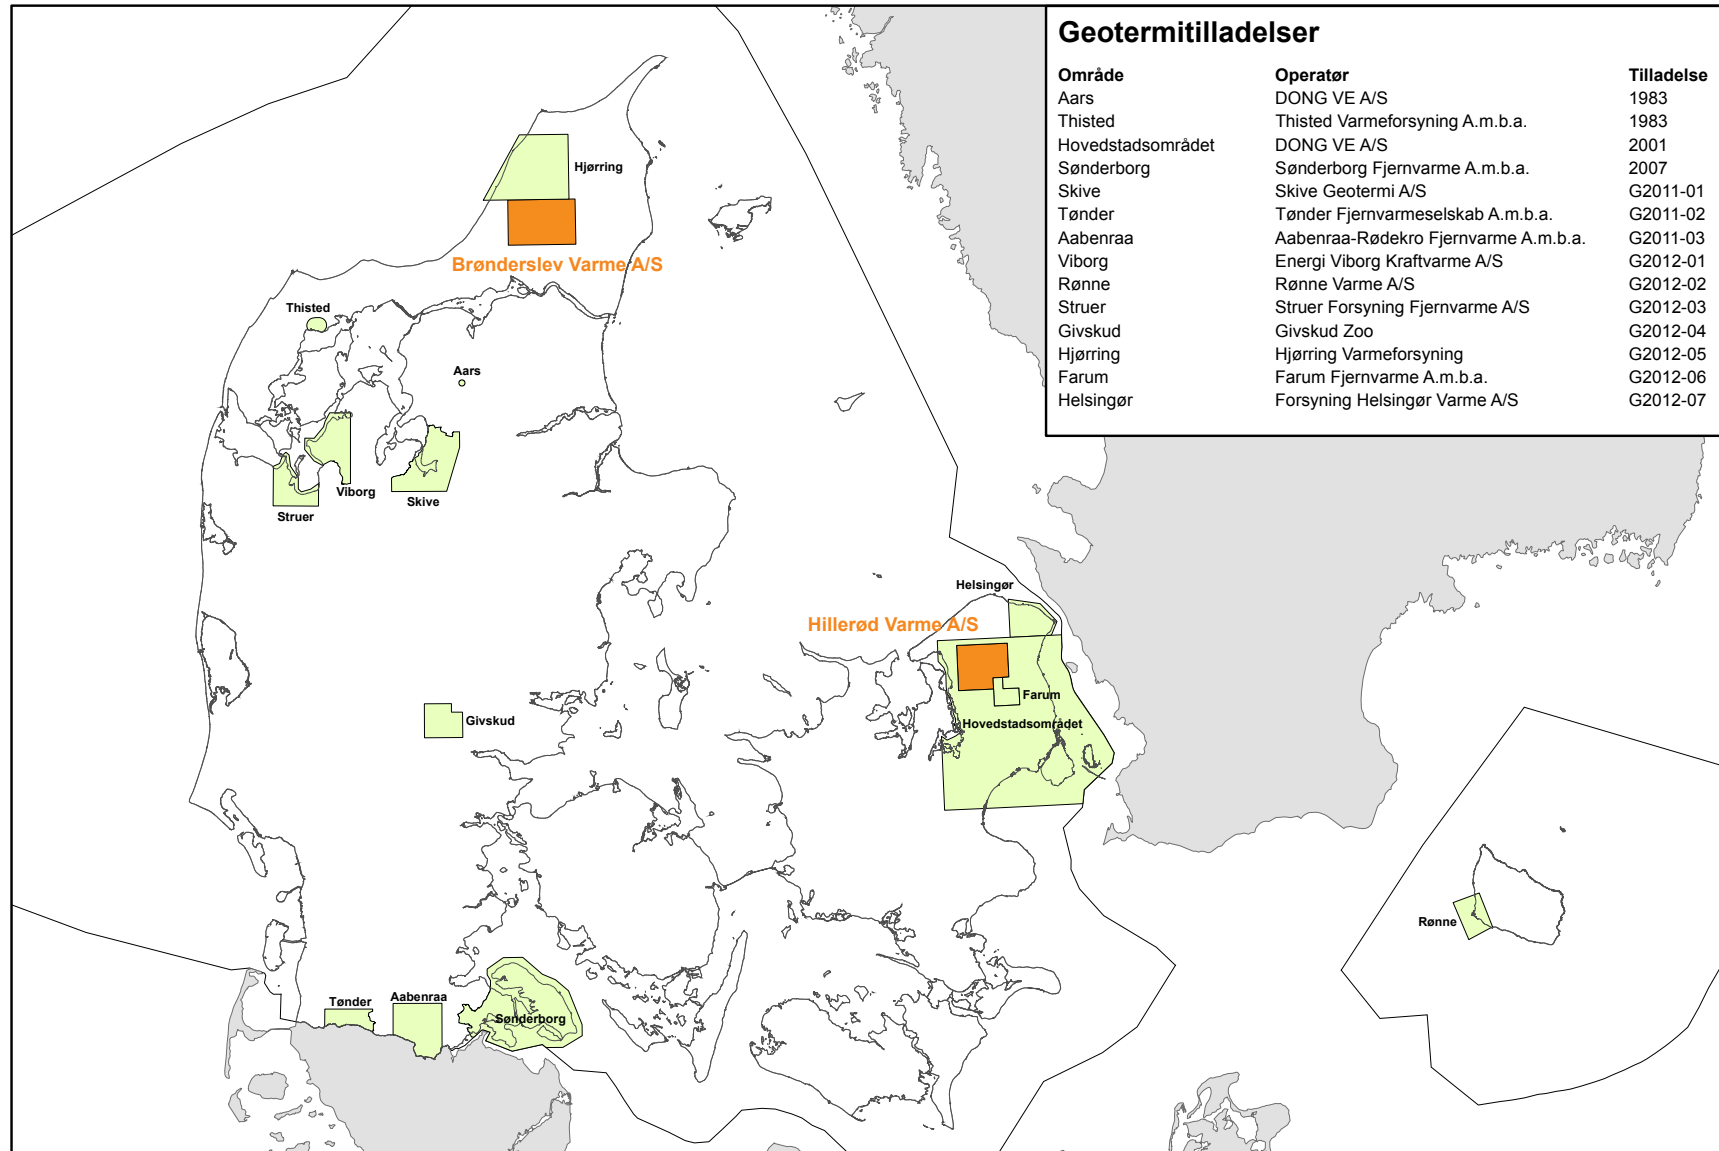 Geotermitilladelser
Område Operatør Tilladelse
Aars DONG VE A/S 1983
Thisted Thisted Varmeforsyning A.m.b.a. 1983
Hovedstadsområdet DONG VE A/S 2001
Sønderborg Sønderborg Fjernvarme A.m.b.a. 2007
Skive Skive Geotermi A/S G2011-01
Tønder Tønder Fjernvarmeselskab A.m.b.a. G2011-02
Aabenraa Aabenraa-Rødekro Fjernvarme A.m.b.a. G2011-03
Viborg Energi Viborg Kraftvarme A/S G2012-01
Rønne Rønne Varme A/S G2012-02
Struer Struer Forsyning Fjernvarme A/S G2012-03
Givskud Givskud Zoo G2012-04
Hjørring Hjørring Varmeforsyning G2012-05
Farum Farum Fjernvarme A.m.b.a. G2012-06
Helsingør Forsyning Helsingør Varme A/S G2012-07
Hjørring
Brønderslev Varme A/S
Thisted
Aars
Viborg
Skive
Struer
Helsingør
Hillerød Varme A/S
Farum
Givskud
Hovedstadsområdet
Rønne
Tønder
Aabenraa
Sønderborg